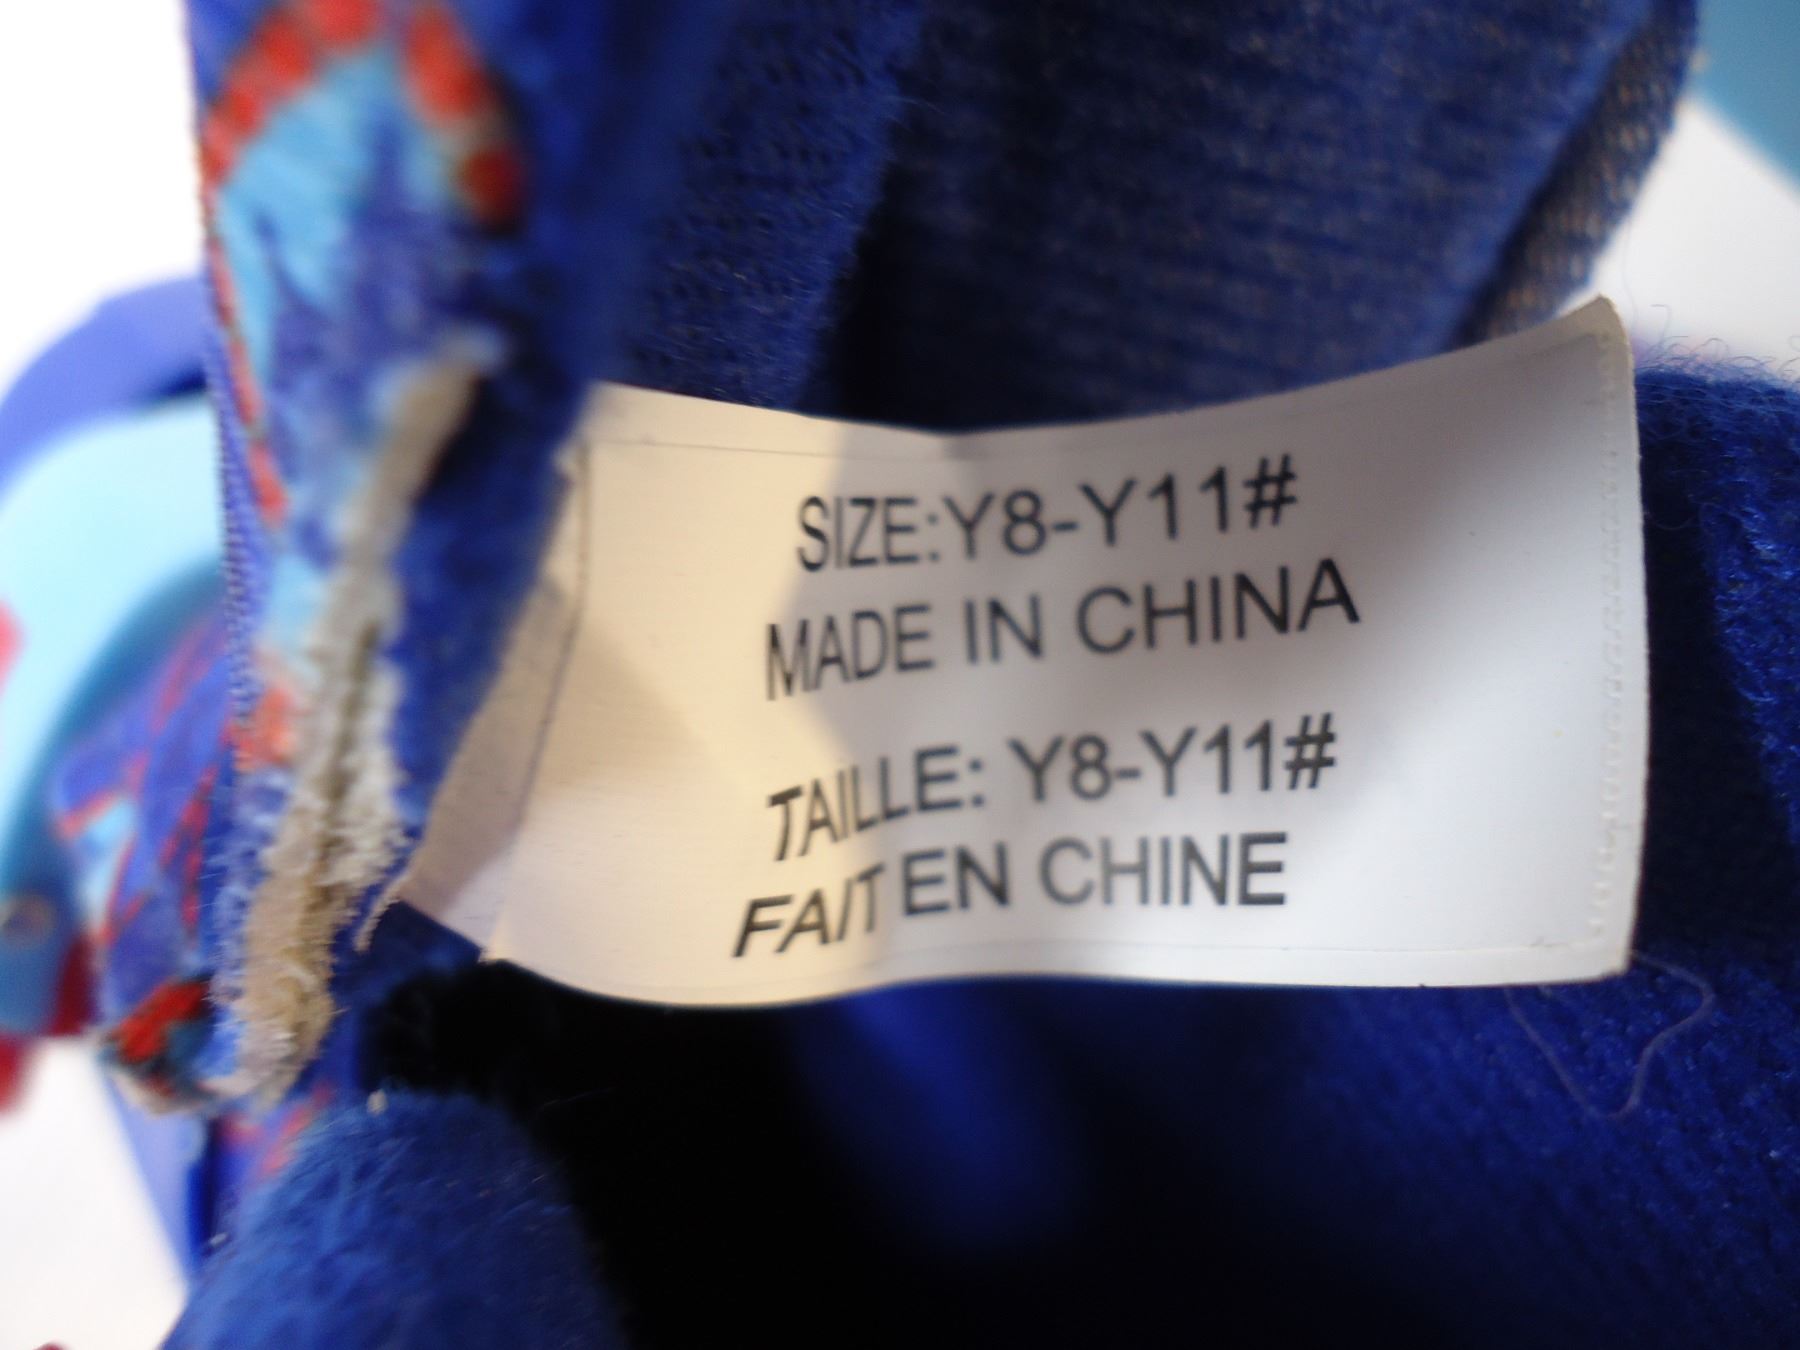 SIZE:Y8-Y11#
MADE IN CHINA
TAILLE: Y8-Y11#
FAIT EN CHINE